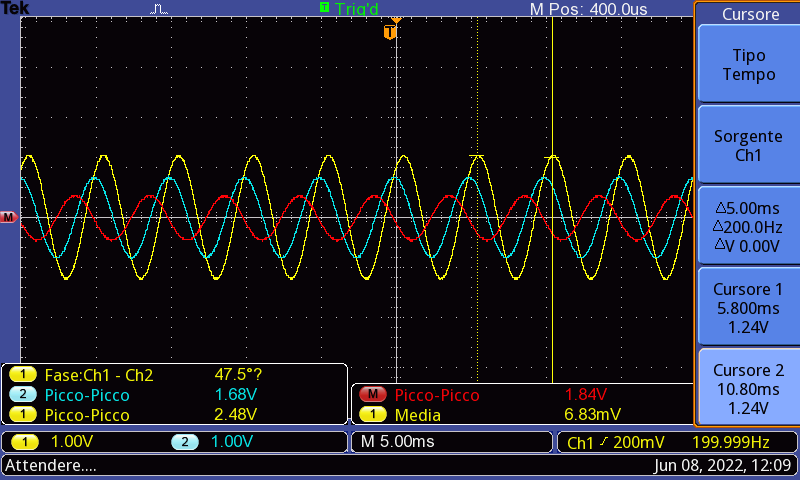 Tek
T Trig'd
M Pos: 400.0us
Cursore
T
Tipo
Tempo
Sorgente
Ch1
△5.00ms
△200.0Hz
△V 0.00V
M
Cursore 1
5.800ms
1.24V
Cursore 2
10.80ms
1.24V
1 Fase:Ch1 - Ch2 47.5°?
2 Picco-Picco 1.68V
1 Picco-Picco 2.48V
M Picco-Picco 1.84V
1 Media 6.83mV
1 1.00V 2 1.00V
M 5.00ms
Ch1 / 200mV 199.999Hz
Attendere.... Jun 08, 2022, 12:09